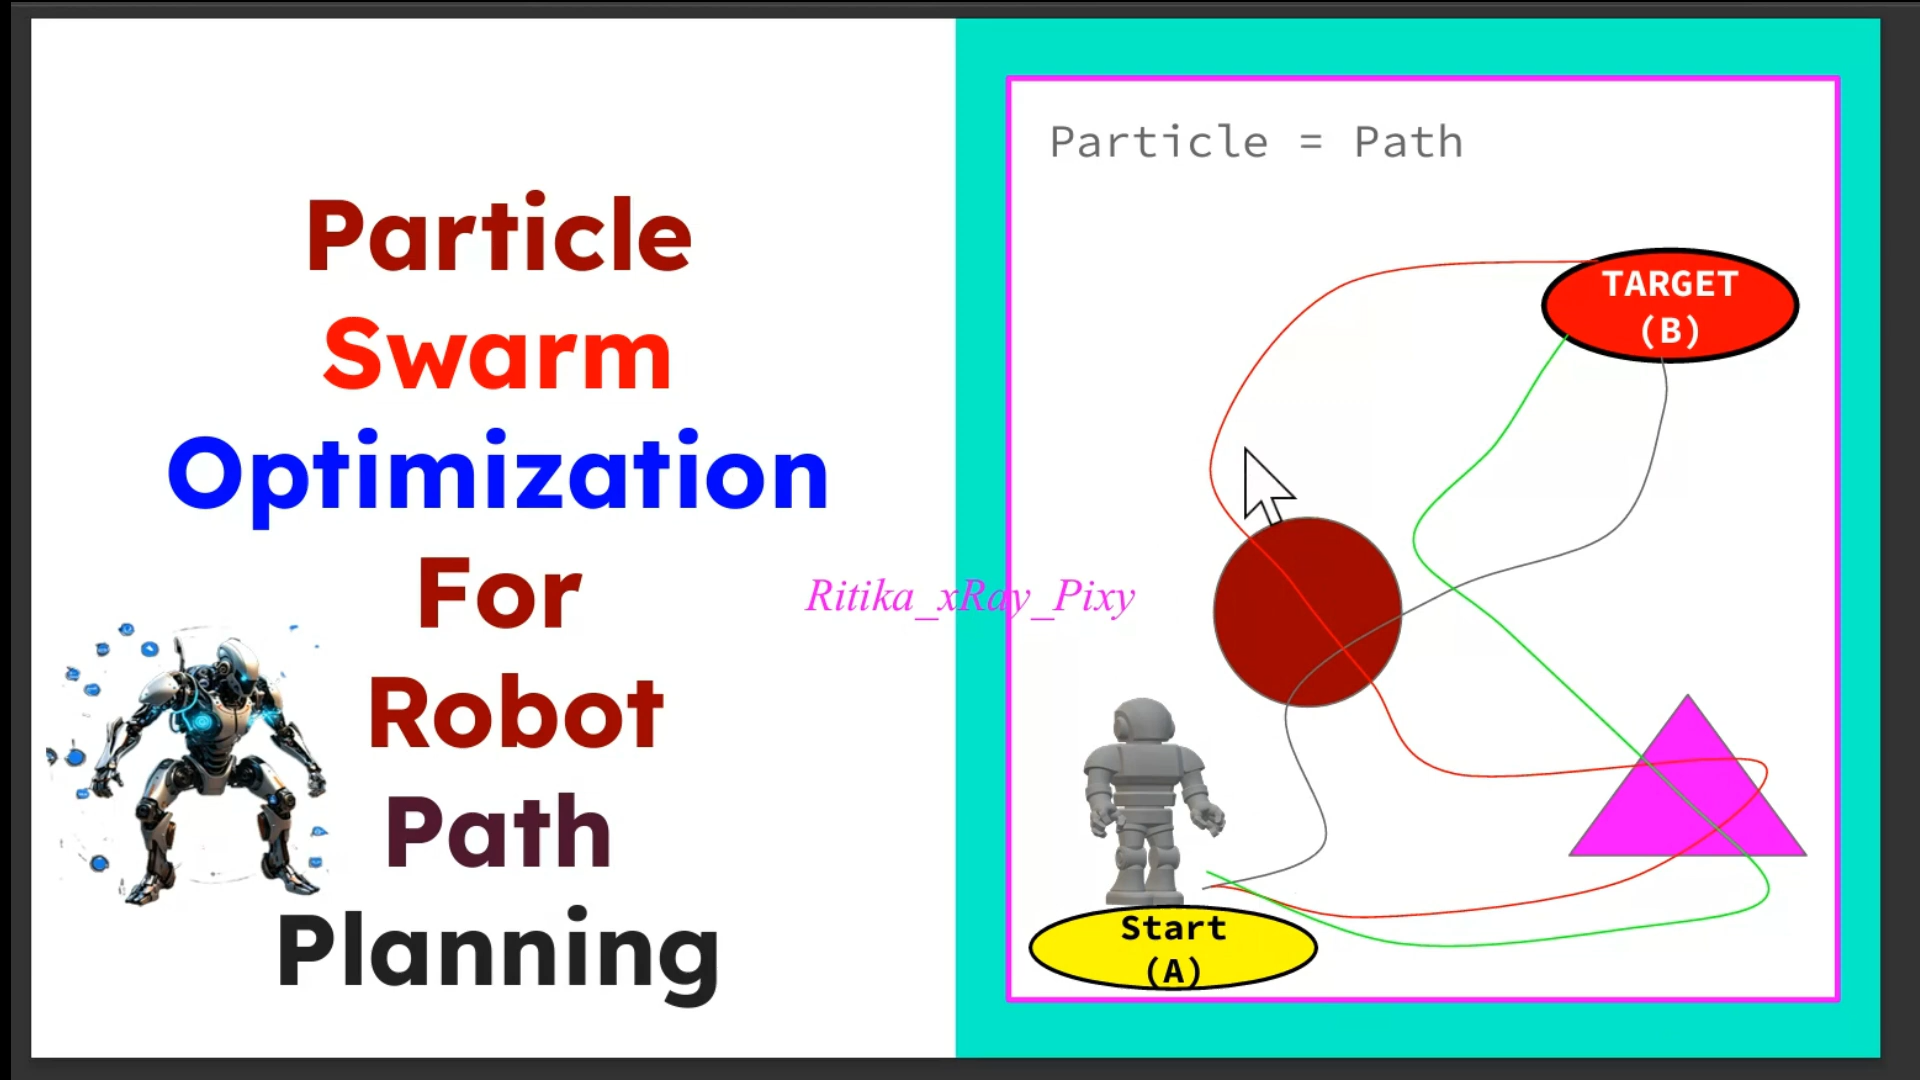 Particle
Swarm
Optimization
For
Robot
Path
Planning
Particle = Path
TARGET
(B)
Ritika_xRay_Pixy
Start
(A)